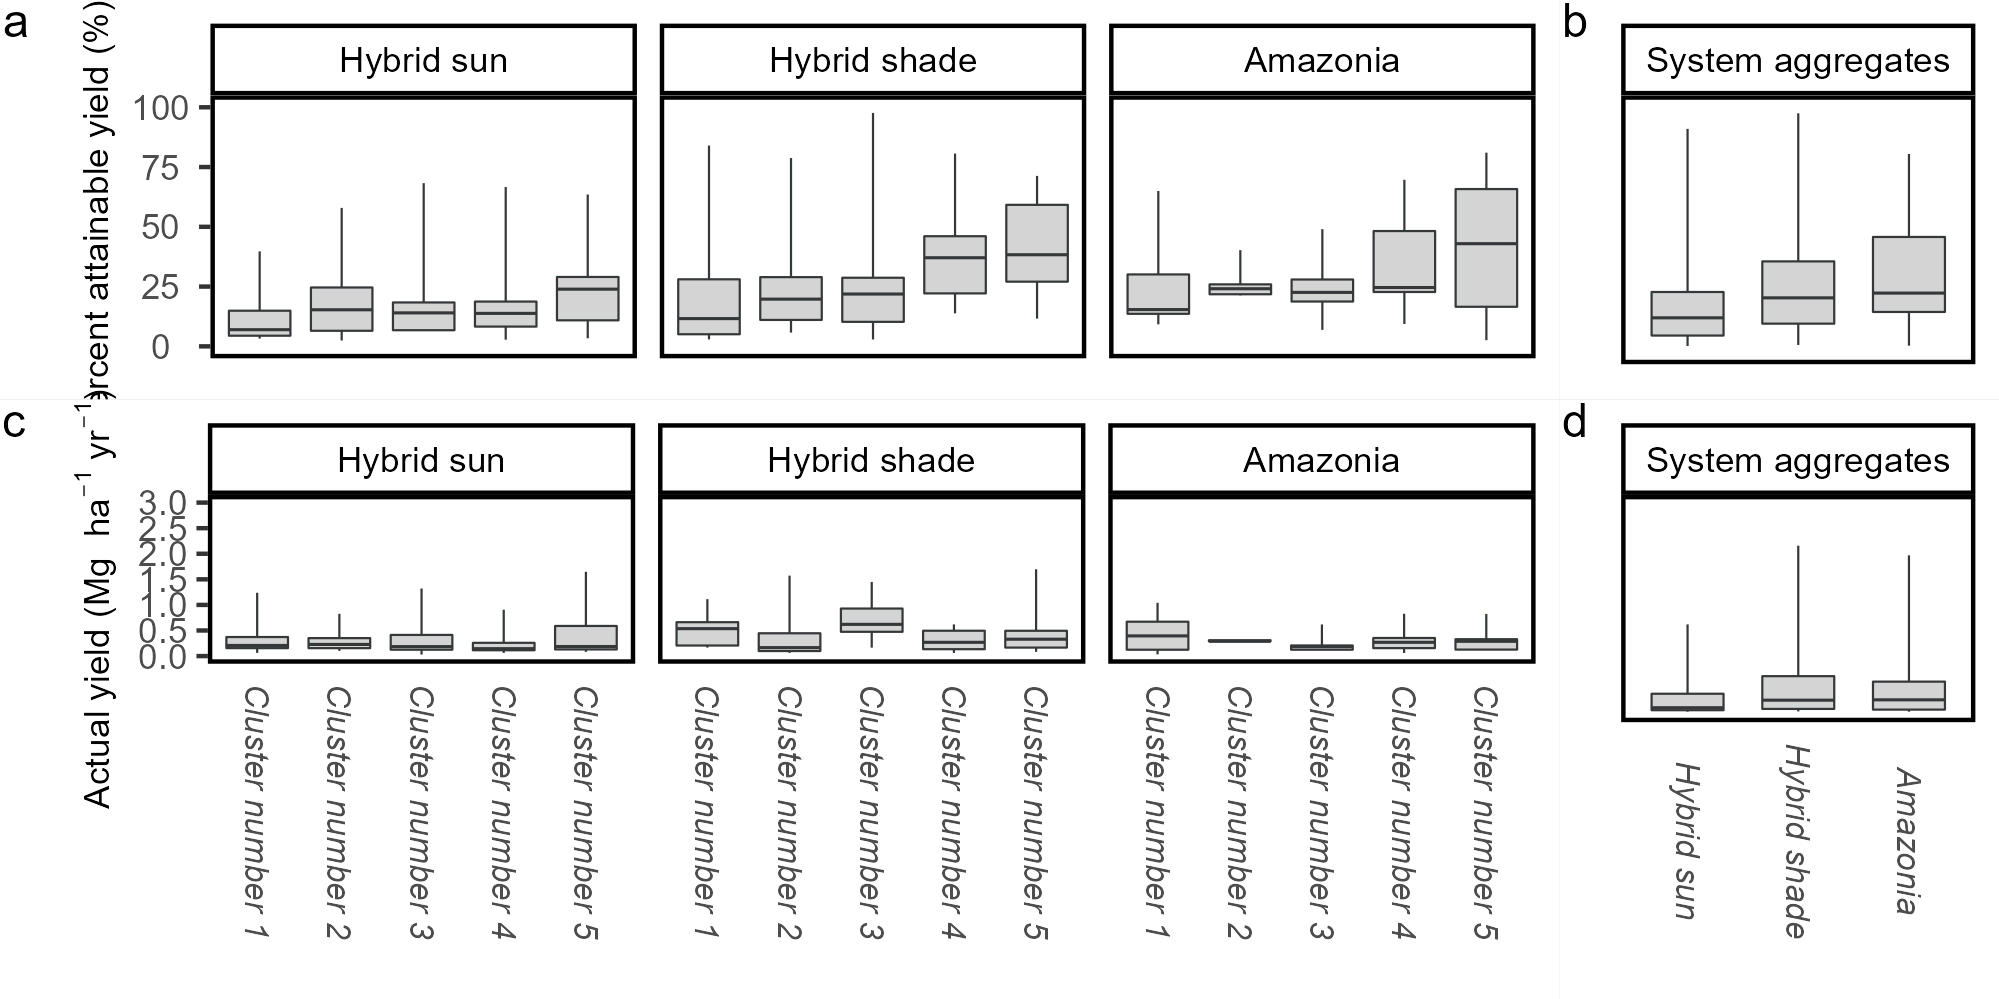 a
Hybrid sun
Hybrid shade
Amazonia
b
System aggregates
ercent attainable yield (%)
100
75
50
25
0
c
Hybrid sun
Hybrid shade
Amazonia
d
System aggregates
Actual yield (Mg ha⁻¹ yr⁻¹)
3.0
2.5
2.0
1.5
1.0
0.5
0.0
Cluster number 1
Cluster number 2
Cluster number 3
Cluster number 4
Cluster number 5
Cluster number 1
Cluster number 2
Cluster number 3
Cluster number 4
Cluster number 5
Cluster number 1
Cluster number 2
Cluster number 3
Cluster number 4
Cluster number 5
Hybrid sun
Hybrid shade
Amazonia